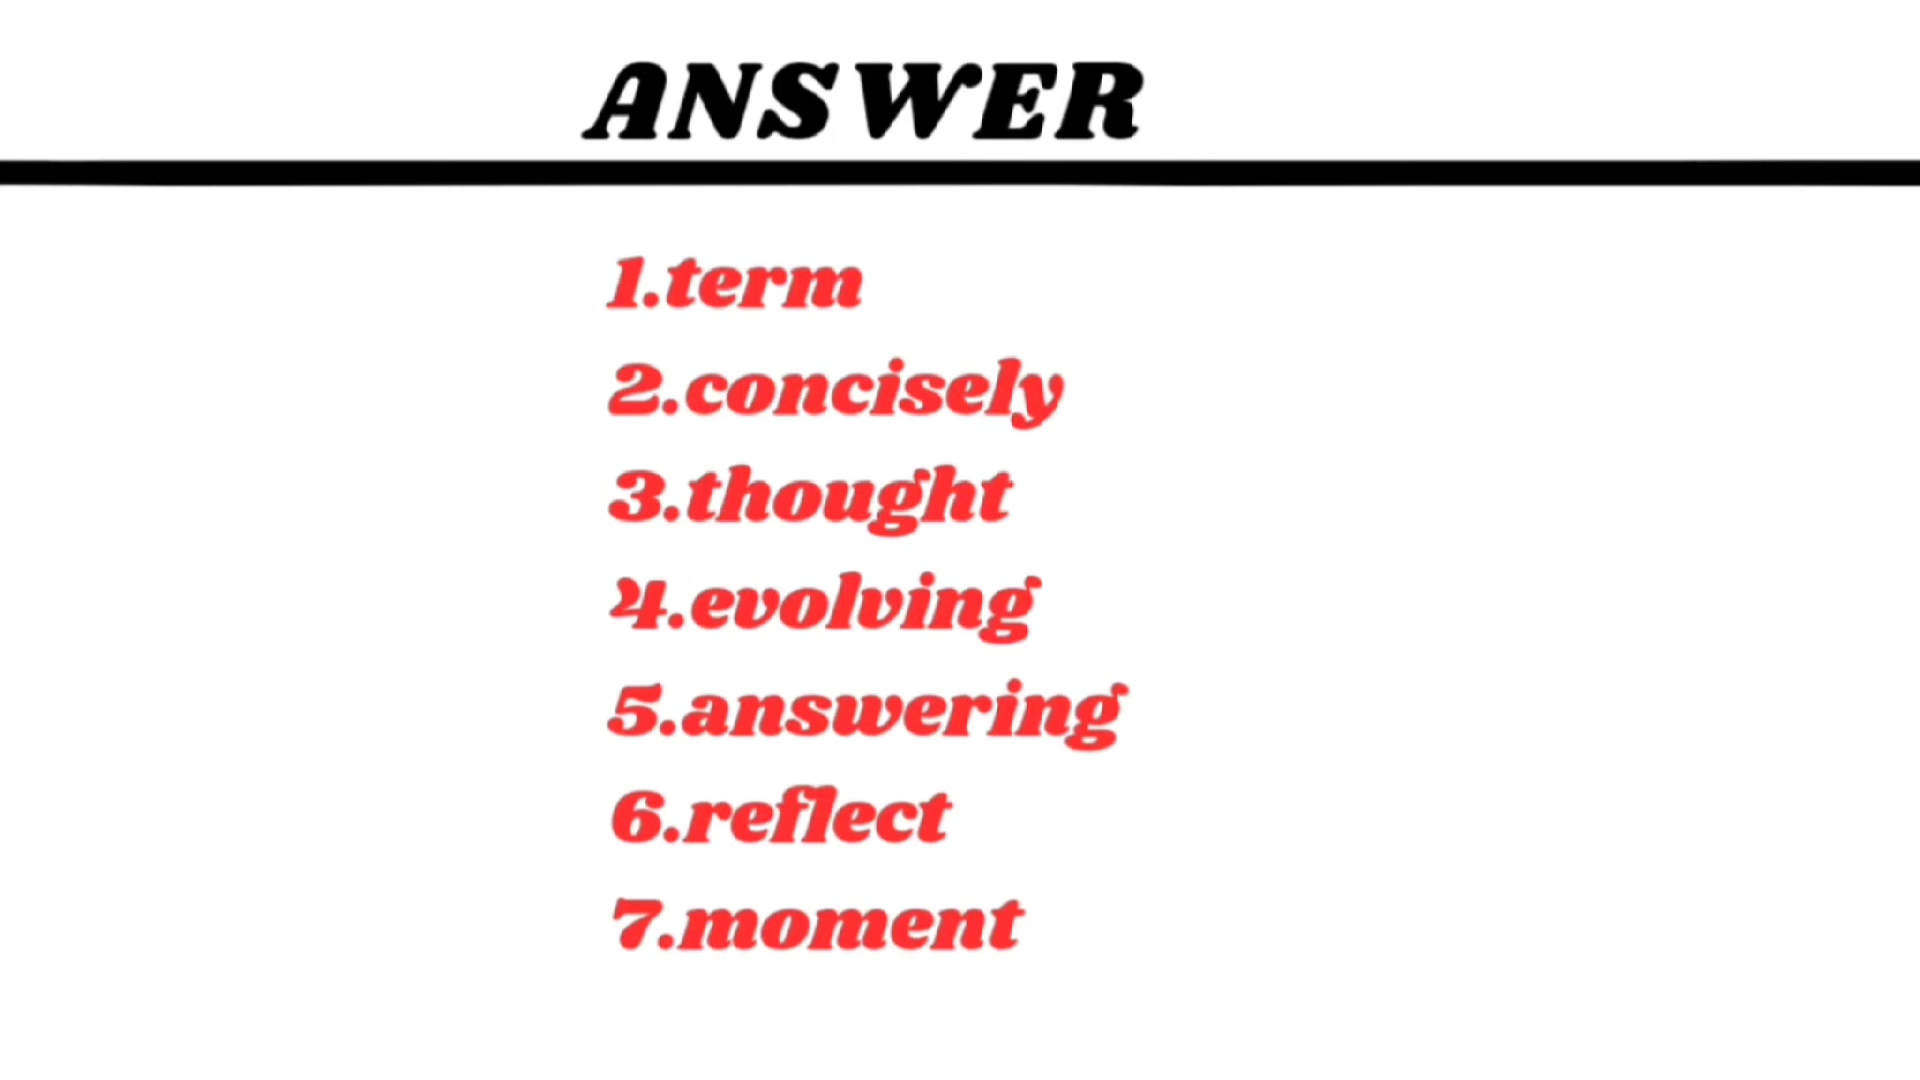 ANSWER
1.term
2.concisely
3.thought
4.evolving
5.answering
6.reflect
7.moment